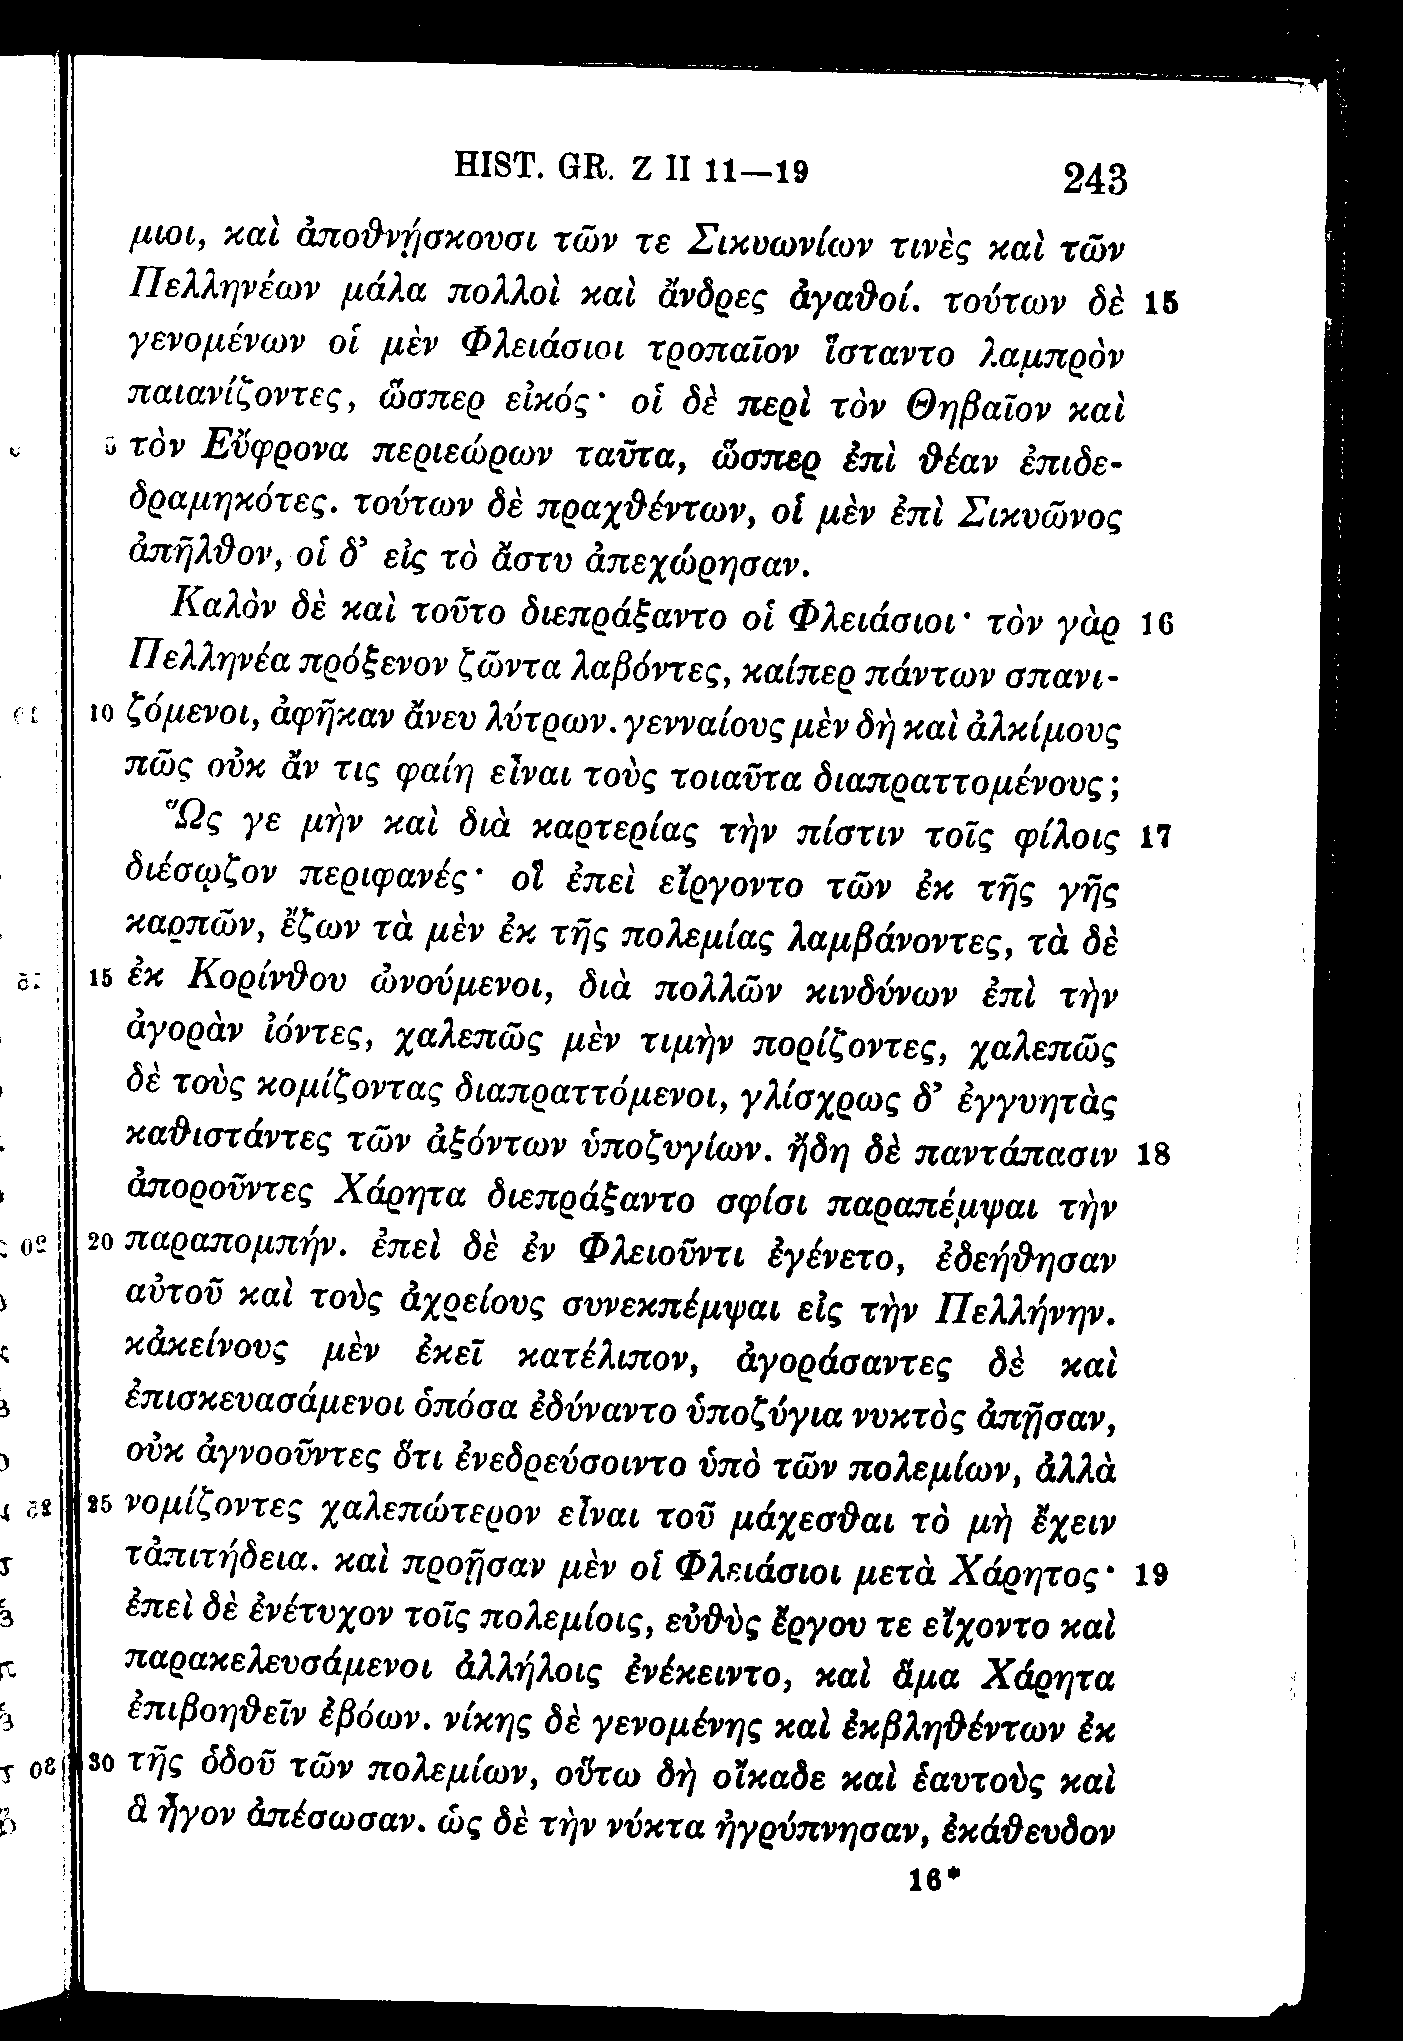 HIST. GR. Z II 11—19 243
μιοι, καὶ ἀποθνῄσκουσι τῶν τε Σικυωνίων τινὲς καὶ τῶν
Πελληνέων μάλα πολλοὶ καὶ ἄνδρες ἀγαθοί. τούτων δὲ 15
γενομένων οἱ μὲν Φλειάσιοι τροπαῖον ἵσταντο λαμπρὸν
παιανίζοντες, ὥσπερ εἰκός· οἱ δὲ περὶ τὸν Θηβαῖον καὶ
5 τὸν Εὔφρονα περιεώρων ταῦτα, ὥσπερ ἐπὶ θέαν ἐπιδε-
δραμηκότες. τούτων δὲ πραχθέντων, οἱ μὲν ἐπὶ Σικυῶνος
ἀπῆλθον, οἱ δ’ εἰς τὸ ἄστυ ἀπεχώρησαν.
Καλὸν δὲ καὶ τοῦτο διεπράξαντο οἱ Φλειάσιοι· τὸν γὰρ 16
Πελληνέα πρόξενον ζῶντα λαβόντες, καίπερ πάντων σπανι-
10 ζόμενοι, ἀφῆκαν ἄνευ λύτρων. γενναίους μὲν δὴ καὶ ἀλκίμους
πῶς οὐκ ἄν τις φαίη εἶναι τοὺς τοιαῦτα διαπραττομένους;
Ὥς γε μὴν καὶ διὰ καρτερίας τὴν πίστιν τοῖς φίλοις 17
διέσῳζον περιφανές· οἳ ἐπεὶ εἴργοντο τῶν ἐκ τῆς γῆς
καρπῶν, ἔζων τὰ μὲν ἐκ τῆς πολεμίας λαμβάνοντες, τὰ δὲ
15 ἐκ Κορίνθου ὠνούμενοι, διὰ πολλῶν κινδύνων ἐπὶ τὴν
ἀγορὰν ἰόντες, χαλεπῶς μὲν τιμὴν πορίζοντες, χαλεπῶς
δὲ τοὺς κομίζοντας διαπραττόμενοι, γλίσχρως δ’ ἐγγυητὰς
καθιστάντες τῶν ἀξόντων ὑποζυγίων. ἤδη δὲ παντάπασιν 18
ἀποροῦντες Χάρητα διεπράξαντο σφίσι παραπέμψαι τὴν
20 παραπομπήν. ἐπεὶ δὲ ἐν Φλειοῦντι ἐγένετο, ἐδεήθησαν
αὐτοῦ καὶ τοὺς ἀχρείους συνεκπέμψαι εἰς τὴν Πελλήνην.
κἀκείνους μὲν ἐκεῖ κατέλιπον, ἀγοράσαντες δὲ καὶ
ἐπισκευασάμενοι ὁπόσα ἐδύναντο ὑποζύγια νυκτὸς ἀπῇσαν,
οὐκ ἀγνοοῦντες ὅτι ἐνεδρεύσοιντο ὑπὸ τῶν πολεμίων, ἀλλὰ
25 νομίζοντες χαλεπώτερον εἶναι τοῦ μάχεσθαι τὸ μὴ ἔχειν
τἀπιτήδεια. καὶ προῇσαν μὲν οἱ Φλειάσιοι μετὰ Χάρητος· 19
ἐπεὶ δὲ ἐνέτυχον τοῖς πολεμίοις, εὐθὺς ἔργου τε εἴχοντο καὶ
παρακελευσάμενοι ἀλλήλοις ἐνέκειντο, καὶ ἅμα Χάρητα
ἐπιβοηθεῖν ἐβόων. νίκης δὲ γενομένης καὶ ἐκβληθέντων ἐκ
30 τῆς ὁδοῦ τῶν πολεμίων, οὕτω δὴ οἴκαδε καὶ ἑαυτοὺς καὶ
ἃ ἦγον ἀπέσωσαν. ὡς δὲ τὴν νύκτα ἠγρύπνησαν, ἐκάθευδον
16*